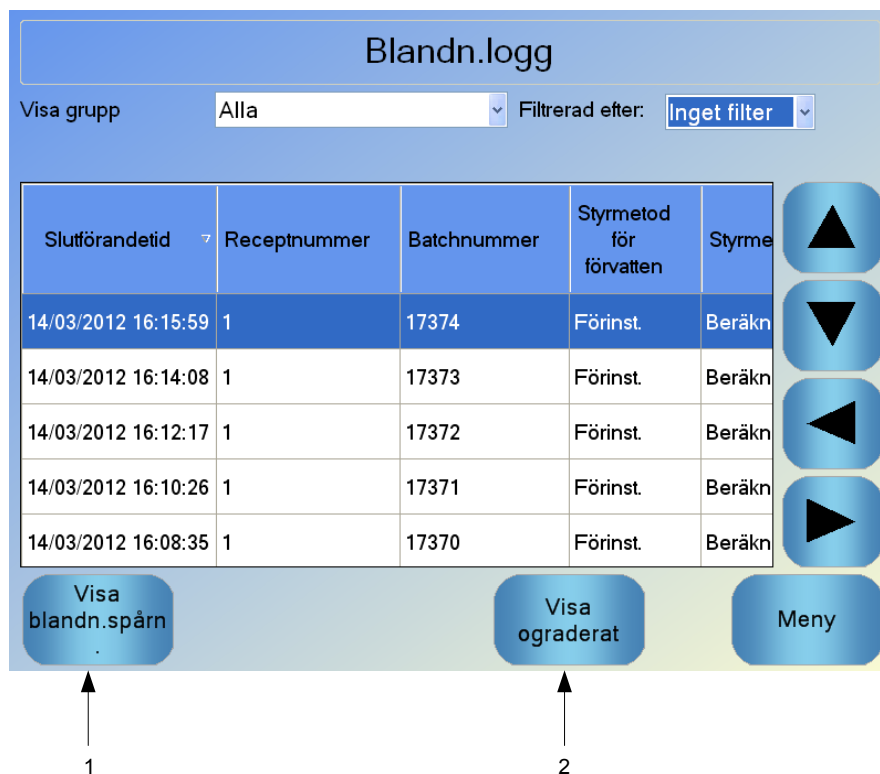 Blandn.logg
Visa grupp Alla Filtrerad efter: Inget filter
Slutförandetid Receptnummer Batchnummer Styrmetod för förvatten Styrme
14/03/2012 16:15:59 1 17374 Förinst. Beräkn
14/03/2012 16:14:08 1 17373 Förinst. Beräkn
14/03/2012 16:12:17 1 17372 Förinst. Beräkn
14/03/2012 16:10:26 1 17371 Förinst. Beräkn
14/03/2012 16:08:35 1 17370 Förinst. Beräkn
Visa
blandn.spårn
.
Visa
ograderat
Meny
1 2